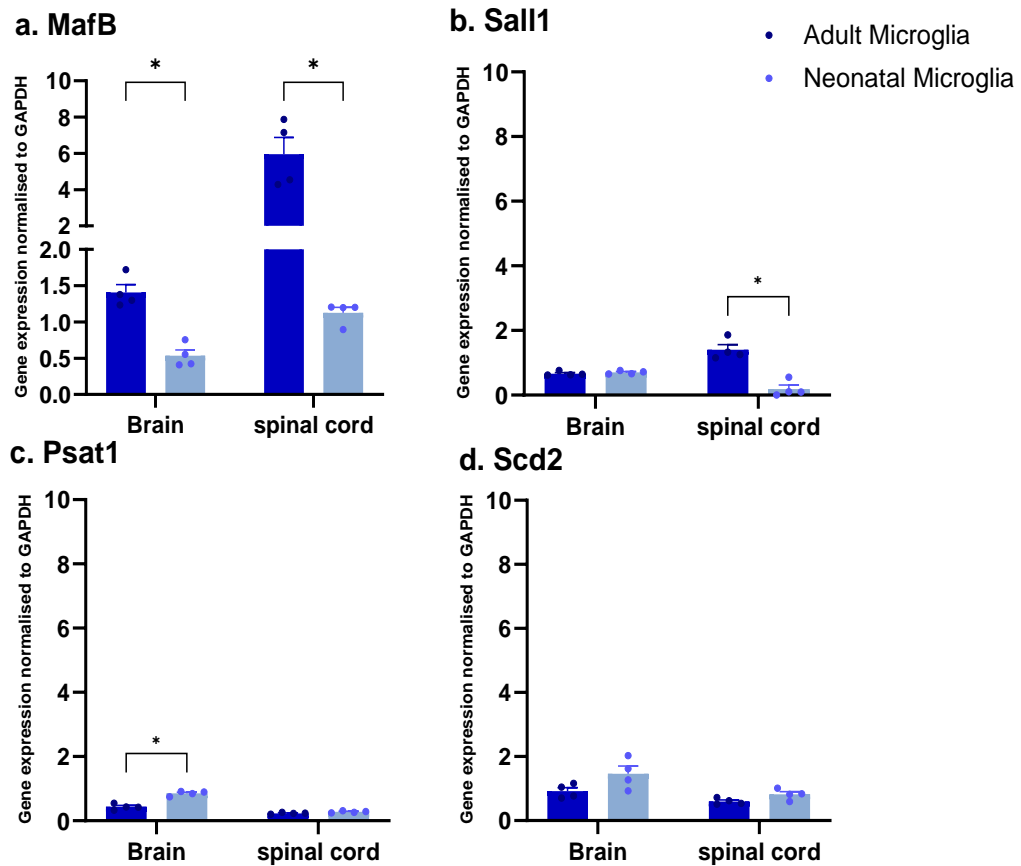 a. MafB
b. Sall1
Adult Microglia
Neonatal Microglia
Gene expression normalised to GAPDH
10
8
6
4
2
2.0
1.5
1.0
0.5
0.0
*
*
Brain
spinal cord
Gene expression normalised to GAPDH
10
8
6
4
2
0
*
Brain
spinal cord
c. Psat1
d. Scd2
Gene expression normalised to GAPDH
10
8
6
4
2
0
*
Brain
spinal cord
Gene expression normalised to GAPDH
10
8
6
4
2
0
Brain
spinal cord